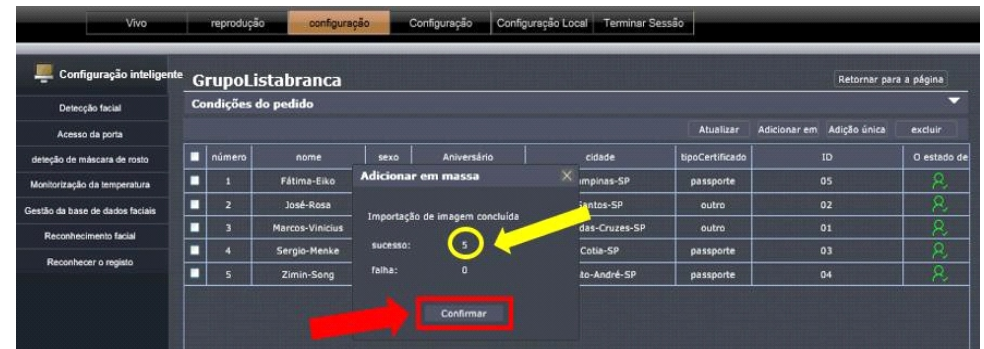 Vivo reprodução configuração Configuração Configuração Local Terminar Sessão
Configuração inteligente
GrupoListabranca
Retornar para a página
Detecção facial
Condições do pedido
Acesso da porta
Atualizar Adicionar em Adição única excluir
deteção de máscara de rosto
número nome sexo Aniversário cidade tipoCertificado ID O estado de
Monitorização da temperatura
1 Fátima-Eiko mpinas-SP passporte 05
Gestão da base de dados faciais
2 José-Rosa Santos-SP outro 02
Reconhecimento facial
3 Marcos-Vinicius das-Cruzes-SP outro 01
4 Sergio-Menke Cotia-SP passporte 03
Reconhecer o registo
5 Zimin-Song to-André-SP passporte 04
Adicionar em massa X
Importação de imagem concluída
sucesso: 5
falha: 0
Confirmar